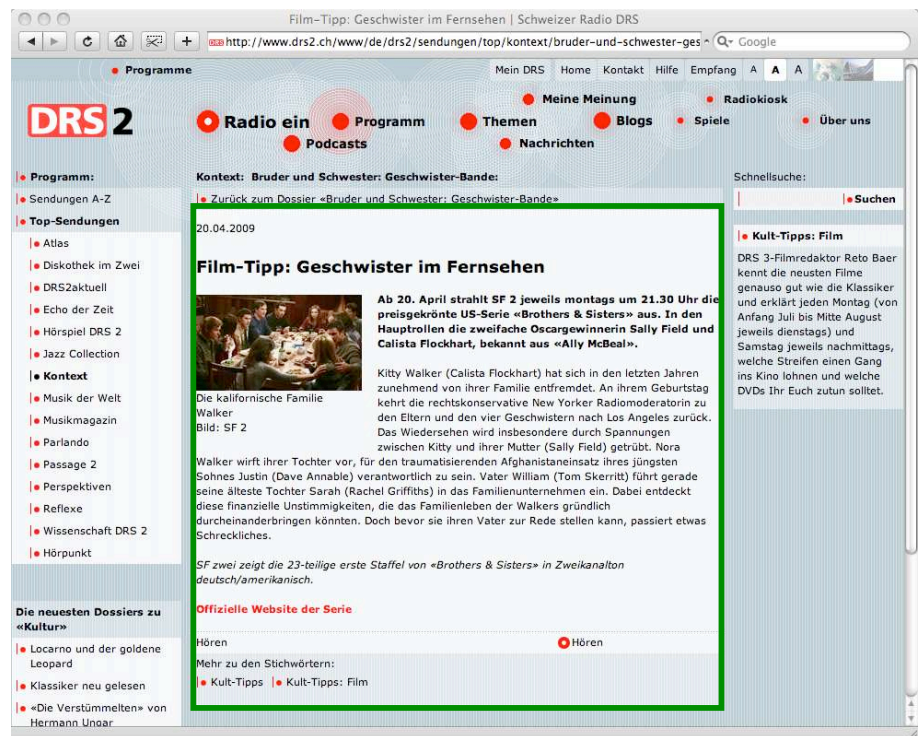 Film-Tipp: Geschwister im Fernsehen | Schweizer Radio DRS
http://www.drs2.ch/www/de/drs2/sendungen/top/kontext/bruder-und-schwester-ges
Google
Programme
Mein DRS Home Kontakt Hilfe Empfang A A A
DRS 2
Meine Meinung Radiokiosk
Radio ein Programm Themen Blogs Spiele Über uns
Podcasts Nachrichten
Programm:
Sendungen A-Z
Top-Sendungen
Atlas
Diskothek im Zwei
DRS2aktuell
Echo der Zeit
Hörspiel DRS 2
Jazz Collection
Kontext
Musik der Welt
Musikmagazin
Parlando
Passage 2
Perspektiven
Reflexe
Wissenschaft DRS 2
Hörpunkt
Die neuesten Dossiers zu
«Kultur»
Locarno und der goldene
Leopard
Klassiker neu gelesen
«Die Verstümmelten» von
Hermann Ungar
Kontext: Bruder und Schwester: Geschwister-Bande:
Zurück zum Dossier «Bruder und Schwester: Geschwister-Bande»
20.04.2009
Film-Tipp: Geschwister im Fernsehen
Die kalifornische Familie
Walker
Bild: SF 2
Ab 20. April strahlt SF 2 jeweils montags um 21.30 Uhr die
preisgekrönte US-Serie «Brothers & Sisters» aus. In den
Hauptrollen die zweifache Oscargewinnerin Sally Field und
Calista Flockhart, bekannt aus «Ally McBeal».
Kitty Walker (Calista Flockhart) hat sich in den letzten Jahren
zunehmend von ihrer Familie entfremdet. An ihrem Geburtstag
kehrt die rechtskonservative New Yorker Radiomoderatorin zu
den Eltern und den vier Geschwistern nach Los Angeles zurück.
Das Wiedersehen wird insbesondere durch Spannungen
zwischen Kitty und ihrer Mutter (Sally Field) getrübt. Nora
Walker wirft ihrer Tochter vor, für den traumatisierenden Afghanistaneinsatz ihres jüngsten
Sohnes Justin (Dave Annable) verantwortlich zu sein. Vater William (Tom Skerritt) führt gerade
seine älteste Tochter Sarah (Rachel Griffiths) in das Familienunternehmen ein. Dabei entdeckt
diese finanzielle Unstimmigkeiten, die das Familienleben der Walkers gründlich
durcheinanderbringen könnten. Doch bevor sie ihren Vater zur Rede stellen kann, passiert etwas
Schreckliches.
SF zwei zeigt die 23-teilige erste Staffel von «Brothers & Sisters» in Zweikanalton
deutsch/amerikanisch.
Offizielle Website der Serie
Hören Hören
Mehr zu den Stichwörtern:
Kult-Tipps Kult-Tipps: Film
Schnellsuche:
Suchen
Kult-Tipps: Film
DRS 3-Filmredaktor Reto Baer
kennt die neusten Filme
genauso gut wie die Klassiker
und erklärt jeden Montag (von
Anfang Juli bis Mitte August
jeweils dienstags) und
Samstag jeweils nachmittags,
welche Streifen einen Gang
ins Kino lohnen und welche
DVDs Ihr Euch zutun solltet.